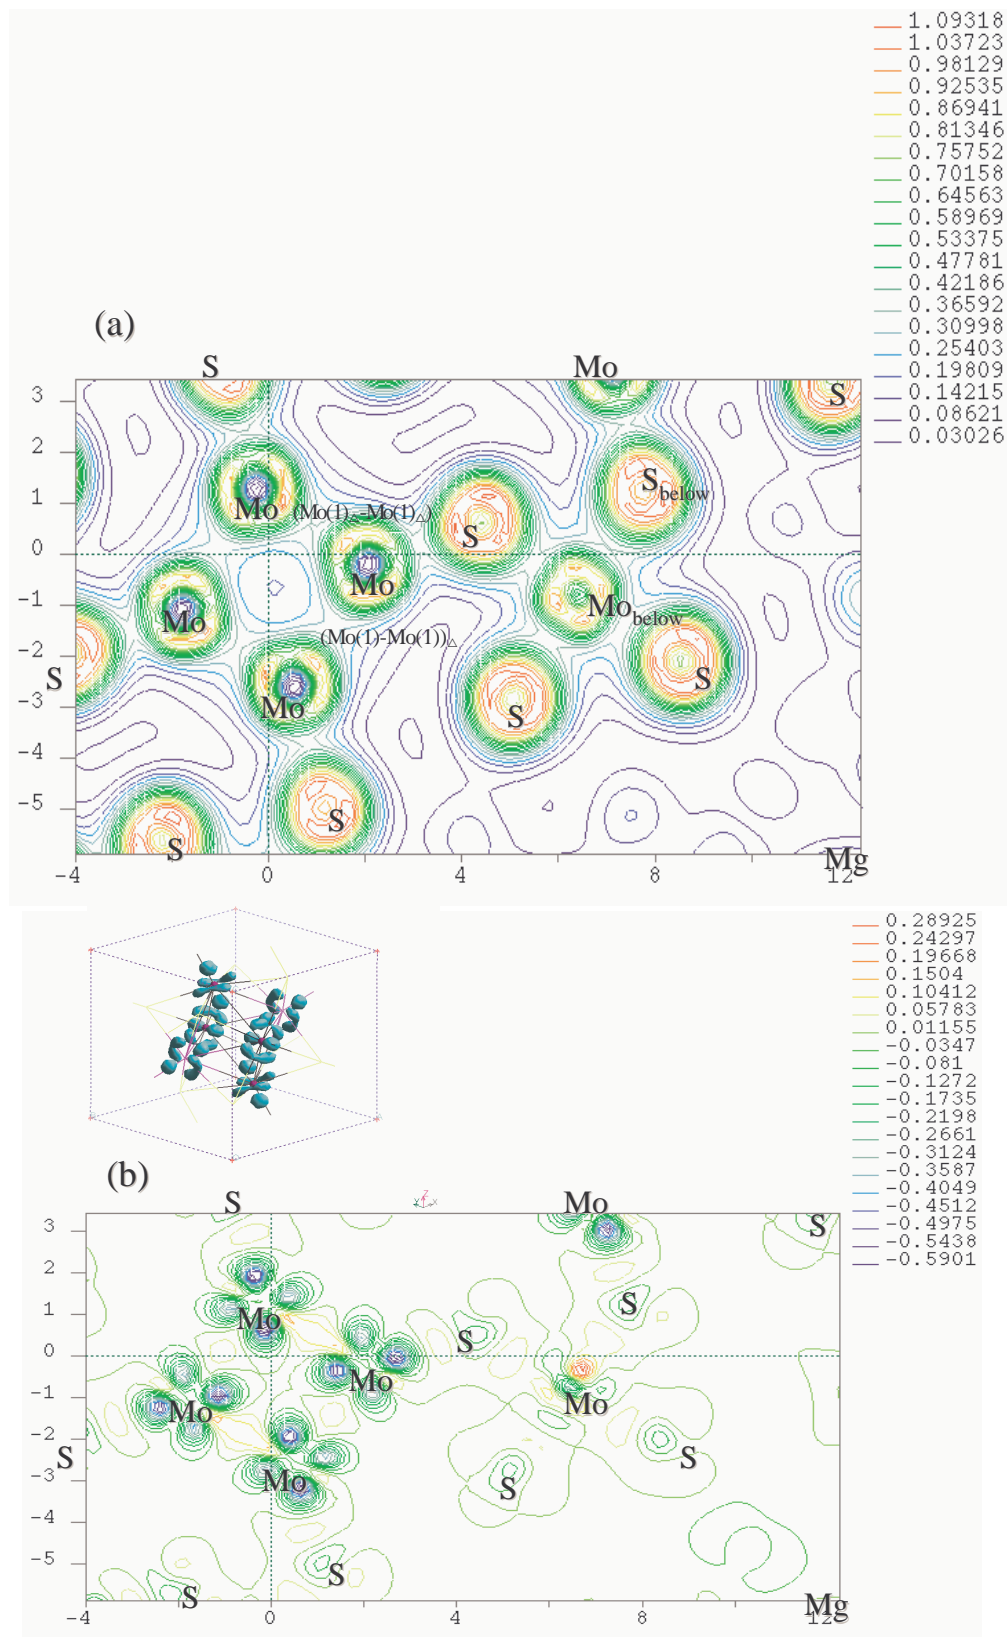 1.09318
1.03723
0.98129
0.92535
0.86941
0.81346
0.75752
0.70158
0.64563
0.58969
0.53375
0.47781
0.42186
0.36592
0.30998
0.25403
0.19809
0.14215
0.08621
0.03026
(a)
S Mo
3 S
2
S below
1 Mo (Mo(1)△-Mo(1)△)
S
0
Mo
-1 Mo Mo below
(Mo(1)-Mo(1))△
-2
S S
-3 Mo S
-4
-5 S
S Mg
-4 0 4 8 12
0.28925
0.24297
0.19668
0.1504
0.10412
0.05783
0.01155
-0.0347
-0.081
-0.1272
-0.1735
-0.2198
-0.2661
-0.3124
-0.3587
-0.4049
-0.4512
-0.4975
-0.5438
-0.5901
(b)
S Z Mo
3 S
2
1 Mo S
S
0
-1 Mo Mo
Mo
-2
S S
-3 Mo S
-4
-5 S
S Mg
-4 0 4 8 12